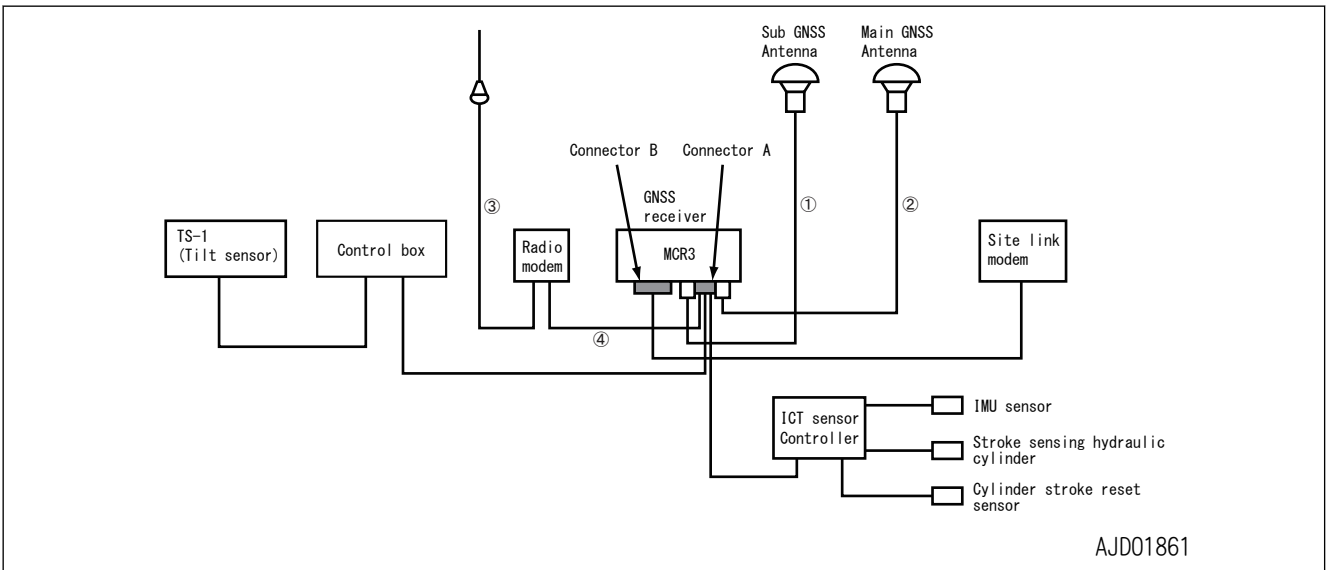 Sub GNSS
Antenna
Main GNSS
Antenna
Connector B
Connector A
GNSS
receiver
③
①
②
TS-1
(Tilt sensor)
Control box
Radio
modem
MCR3
Site link
modem
④
ICT sensor
Controller
IMU sensor
Stroke sensing hydraulic
cylinder
Cylinder stroke reset
sensor
AJD01861